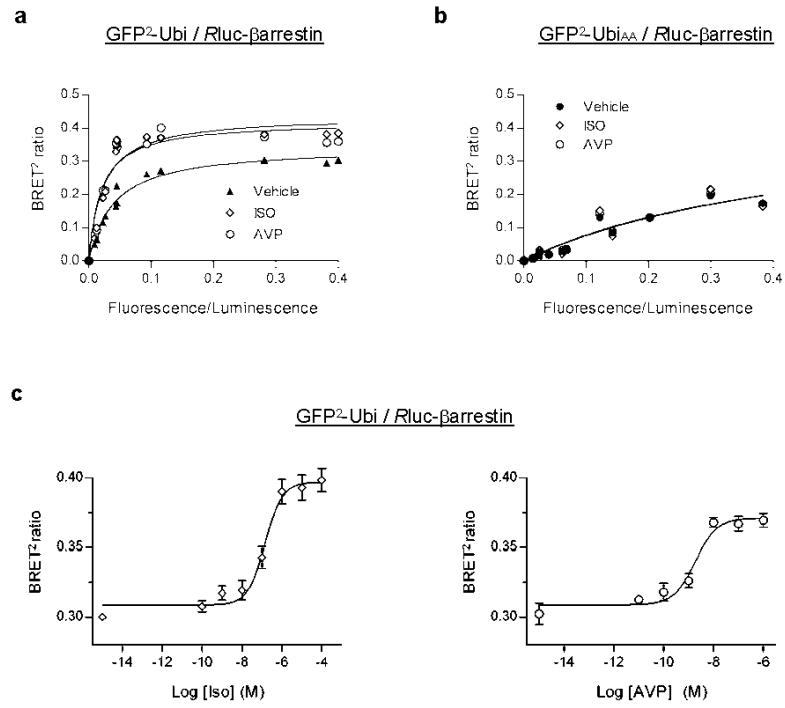 a
GFP²-Ubi / Rluc-βarrestin
0.5
0.4
0.3
0.2
0.1
0.0
BRET² ratio
Vehicle
ISO
AVP
0.0 0.1 0.2 0.3 0.4
Fluorescence/Luminescence
b
GFP²-UbiAA / Rluc-βarrestin
0.5
0.4
0.3
0.2
0.1
0.0
BRET² ratio
Vehicle
ISO
AVP
0.0 0.1 0.2 0.3 0.4
Fluorescence/Luminescence
c
GFP²-Ubi / Rluc-βarrestin
0.40
0.35
0.30
BRET² ratio
-14 -12 -10 -8 -6 -4
Log [Iso] (M)
0.40
0.35
0.30
BRET² ratio
-14 -12 -10 -8 -6
Log [AVP] (M)